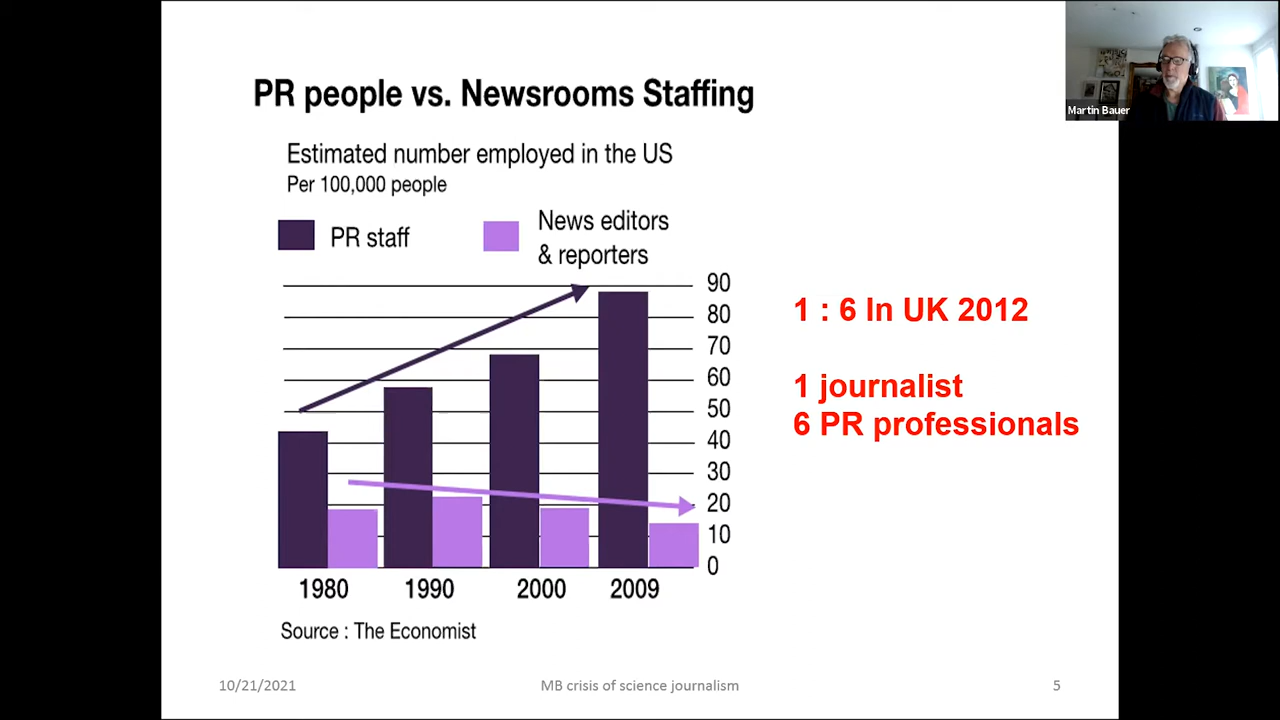 PR people vs. Newsrooms Staffing
Martin Bauer
Estimated number employed in the US
Per 100,000 people
PR staff
News editors
& reporters
90
80
70
60
50
40
30
20
10
0
1980 1990 2000 2009
Source : The Economist
1 : 6 In UK 2012
1 journalist
6 PR professionals
10/21/2021 MB crisis of science journalism 5